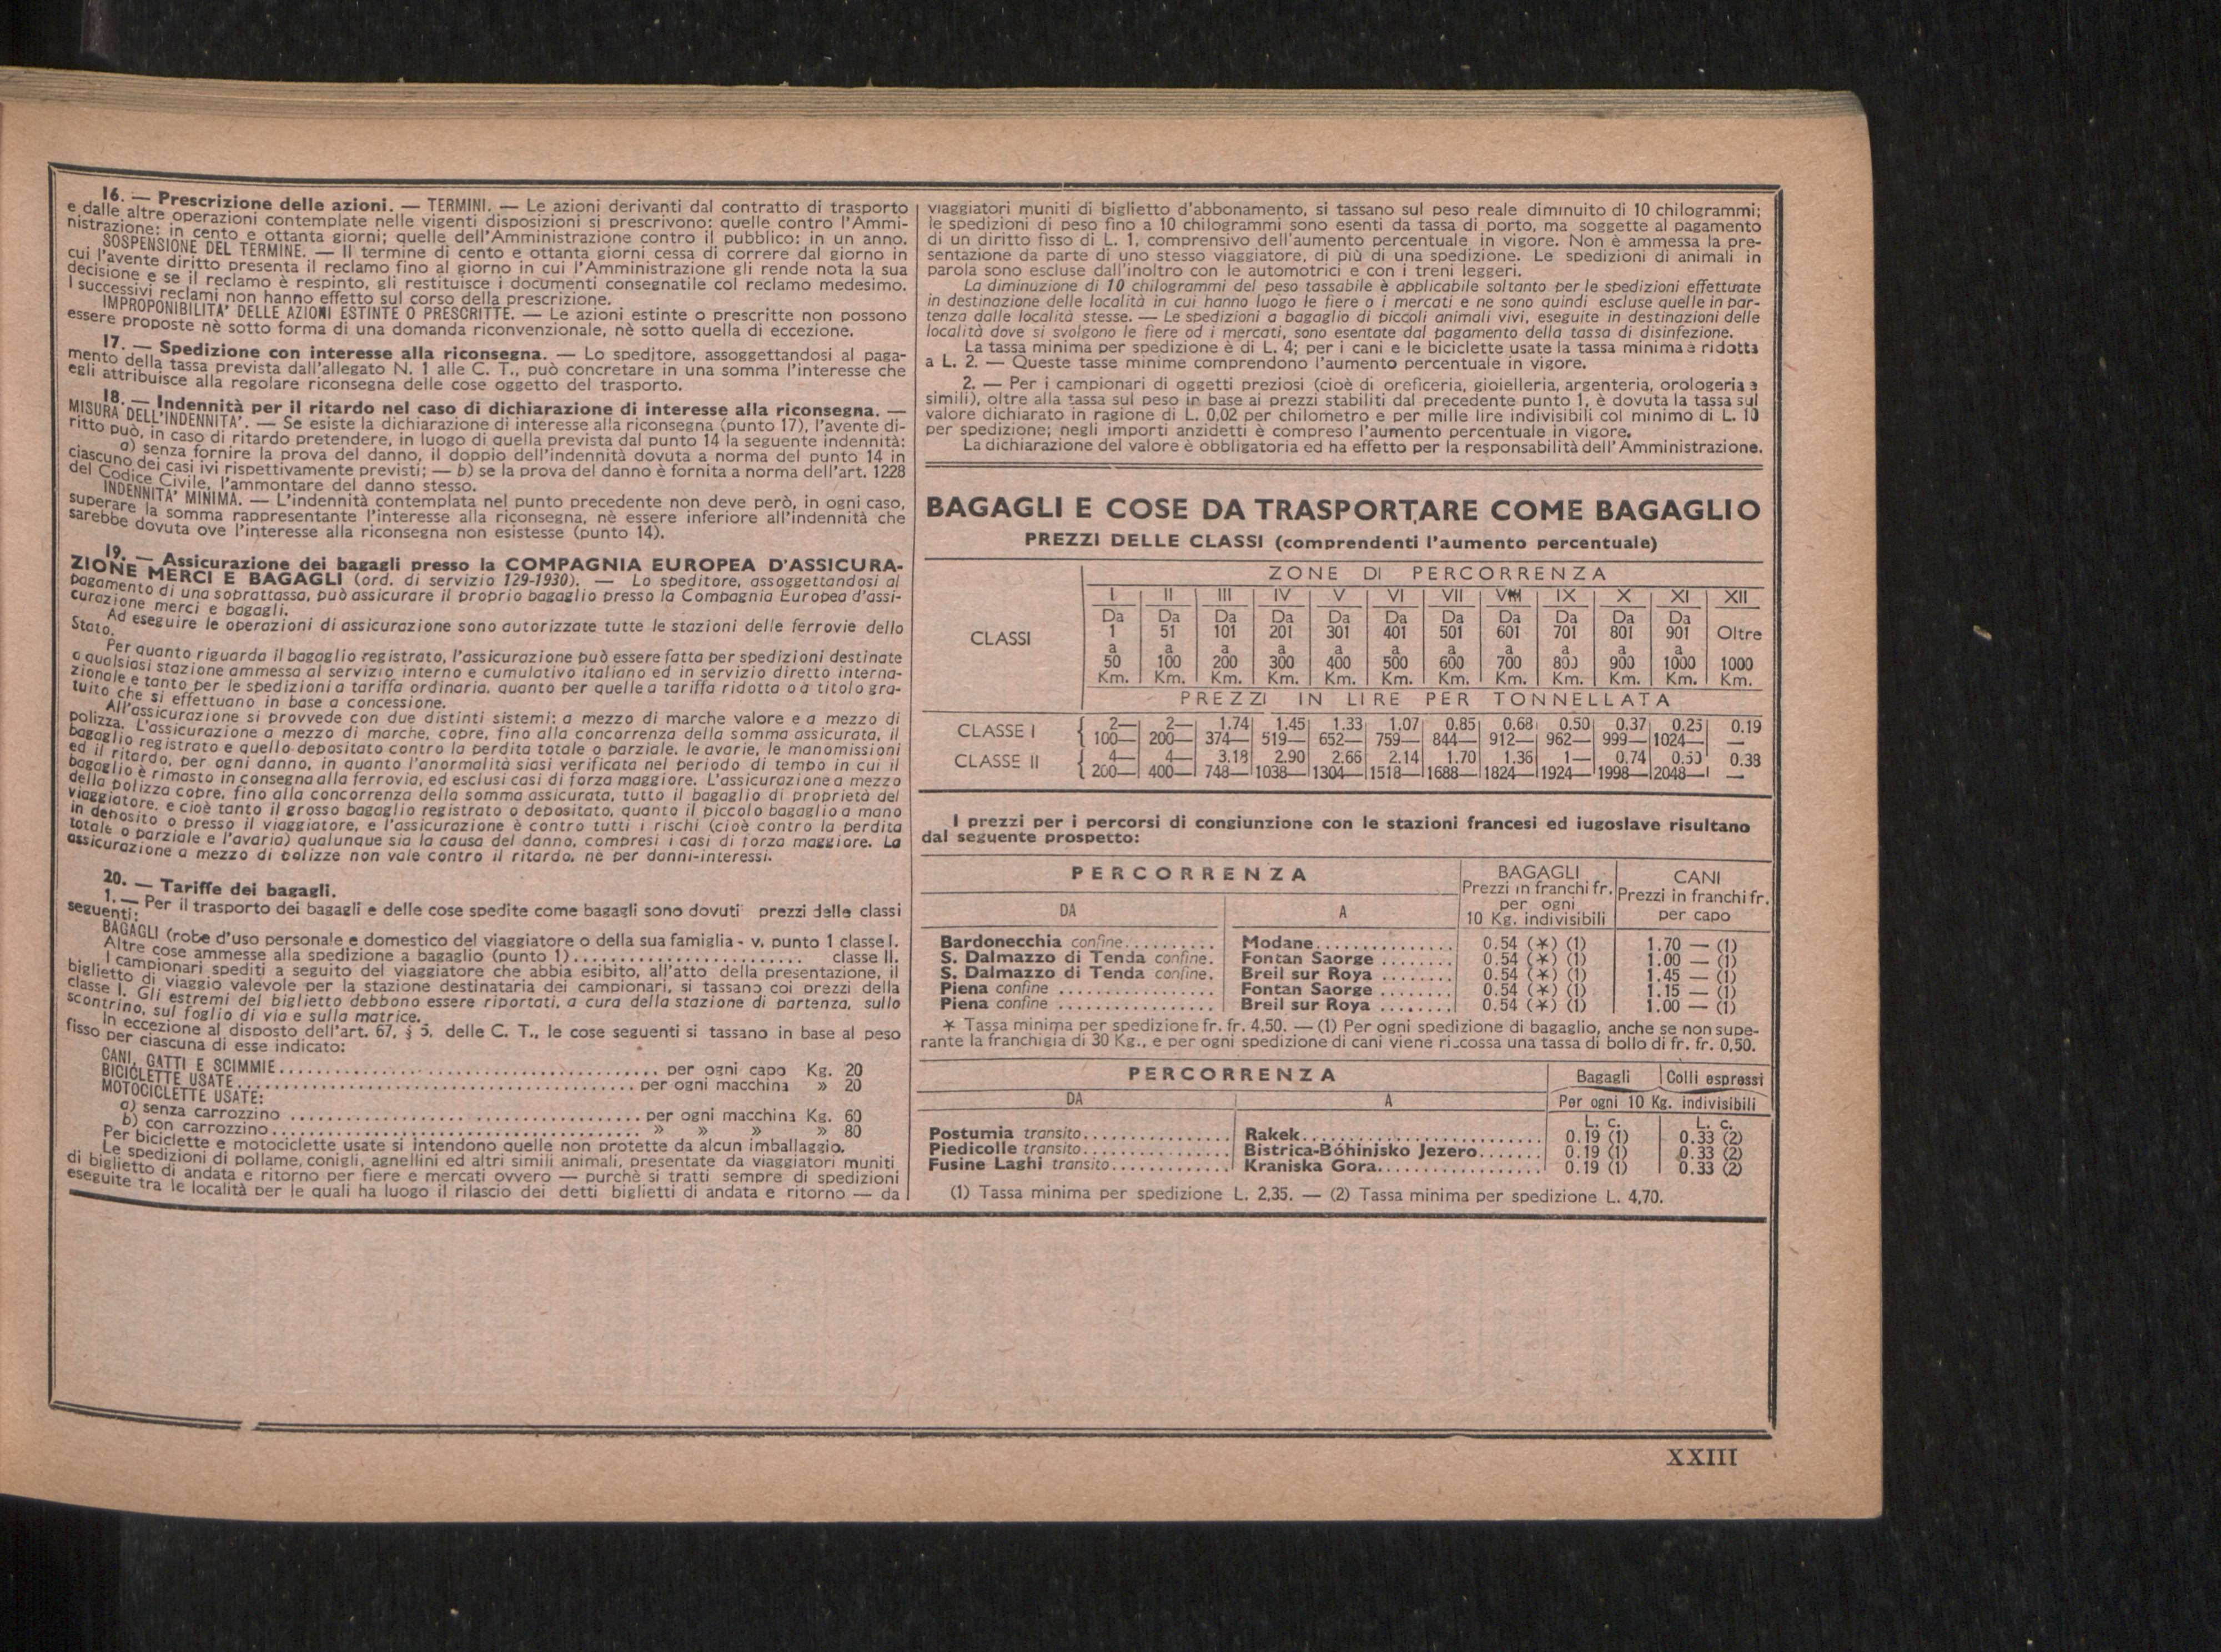 16. — Prescrizione delle azioni. — TERMINI. — Le azioni derivanti dal contratto di trasporto
e dalle altre operazioni contemplate nelle vigenti disposizioni si prescrivono: quelle contro l'Ammi-
nistrazione: in cento e ottanta giorni; quelle dell'Amministrazione contro il pubblico: in un anno.
SOSPENSIONE DEL TERMINE. — Il termine di cento e ottanta giorni cessa di correre dal giorno in
cui l'avente diritto presenta il reclamo fino al giorno in cui l'Amministrazione gli rende nota la sua
decisione e se il reclamo è respinto, gli restituisce i documenti consegnatile col reclamo medesimo.
I successivi reclami non hanno effetto sul corso della prescrizione.
IMPROPONIBILITA' DELLE AZIONI ESTINTE O PRESCRITTE. — Le azioni estinte o prescritte non possono
essere proposte nè sotto forma di una domanda riconvenzionale, nè sotto quella di eccezione.
17. — Spedizione con interesse alla riconsegna. — Lo speditore, assoggettandosi al paga-
mento della tassa prevista dall'allegato N. 1 alle C. T., può concretare in una somma l'interesse che
egli attribuisce alla regolare riconsegna delle cose oggetto del trasporto.
18. — Indennità per il ritardo nel caso di dichiarazione di interesse alla riconsegna. —
MISURA DELL'INDENNITA'. — Se esiste la dichiarazione di interesse alla riconsegna (punto 17), l'avente di-
ritto può, in caso di ritardo pretendere, in luogo di quella prevista dal punto 14 la seguente indennità:
a) senza fornire la prova del danno, il doppio dell'indennità dovuta a norma del punto 14 in
ciascuno dei casi ivi rispettivamente previsti; — b) se la prova del danno è fornita a norma dell'art. 1228
del Codice Civile, l'ammontare del danno stesso.
INDENNITA' MINIMA. — L'indennità contemplata nel punto precedente non deve però, in ogni caso,
superare la somma rappresentante l'interesse alla riconsegna, nè essere inferiore all'indennità che
sarebbe dovuta ove l'interesse alla riconsegna non esistesse (punto 14).
19. — Assicurazione dei bagagli presso la COMPAGNIA EUROPEA D'ASSICURA-
ZIONE MERCI E BAGAGLI (ord. di servizio 129-1930). — Lo speditore, assoggettandosi al
pagamento di una soprattassa, può assicurare il proprio bagaglio presso la Compagnia Europea d'assi-
curazione merci e bagagli.
Ad eseguire le operazioni di assicurazione sono autorizzate tutte le stazioni delle ferrovie dello
Stato.
Per quanto riguarda il bagaglio registrato, l'assicurazione può essere fatta per spedizioni destinate
a qualsiasi stazione ammessa al servizio interno e cumulativo italiano ed in servizio diretto interna-
zionale e tanto per le spedizioni a tariffa ordinaria, quanto per quelle a tariffa ridotta o a titolo gra-
tuito che si effettuano in base a concessione.
All'assicurazione si provvede con due distinti sistemi: a mezzo di marche valore e a mezzo di
polizza. L'assicurazione a mezzo di marche, copre, fino alla concorrenza della somma assicurata, il
bagaglio registrato e quello depositato contro la perdita totale o parziale, le avarie, le manomissioni
ed il ritardo, per ogni danno, in quanto l'anormalità siasi verificata nel periodo di tempo in cui il
bagaglio è rimasto in consegna alla ferrovia, ed esclusi casi di forza maggiore. L'assicurazione a mezzo
della polizza copre, fino alla concorrenza della somma assicurata, tutto il bagaglio di proprietà del
viaggiatore, e cioè tanto il grosso bagaglio registrato o depositato, quanto il piccolo bagaglio a mano
in deposito o presso il viaggiatore, e l'assicurazione è contro tutti i rischi (cioè contro la perdita
totale o parziale e l'avaria) qualunque sia la causa del danno, compresi i casi di forza maggiore. La
assicurazione a mezzo di polizze non vale contro il ritardo, nè per danni-interessi.
20. — Tariffe dei bagagli.
1. — Per il trasporto dei bagagli e delle cose spedite come bagagli sono dovuti prezzi delle classi
seguenti:
BAGAGLI (robe d'uso personale e domestico del viaggiatore o della sua famiglia - v. punto 1 classe I.
Altre cose ammesse alla spedizione a bagaglio (punto 1)........................ classe II.
I campionari spediti a seguito del viaggiatore che abbia esibito, all'atto della presentazione, il
biglietto di viaggio valevole per la stazione destinataria dei campionari, si tassano coi prezzi della
classe I. Gli estremi del biglietto debbono essere riportati, a cura della stazione di partenza, sullo
scontrino, sul foglio di via e sulla matrice.
In eccezione al disposto dell'art. 67, § 5, delle C. T., le cose seguenti si tassano in base al peso
fisso per ciascuna di esse indicato:
CANI, GATTI E SCIMMIE........................................ per ogni capo Kg. 20
BICICLETTE USATE........................................ per ogni macchina » 20
MOTOCICLETTE USATE:
a) senza carrozzino ........................................ per ogni macchina Kg. 60
b) con carrozzino........................................ » » » » 80
Per biciclette e motociclette usate si intendono quelle non protette da alcun imballaggio.
Le spedizioni di pollame, conigli, agnellini ed altri simili animali, presentate da viaggiatori muniti
di biglietto di andata e ritorno per fiere e mercati ovvero — purchè si tratti sempre di spedizioni
eseguite tra le località per le quali ha luogo il rilascio dei detti biglietti di andata e ritorno — da
viaggiatori muniti di biglietto d'abbonamento, si tassano sul peso reale diminuito di 10 chilogrammi;
le spedizioni di peso fino a 10 chilogrammi sono esenti da tassa di porto, ma soggette al pagamento
di un diritto fisso di L. 1, comprensivo dell'aumento percentuale in vigore. Non è ammessa la pre-
sentazione da parte di uno stesso viaggiatore, di più di una spedizione. Le spedizioni di animali in
parola sono escluse dall'inoltro con le automotrici e con i treni leggeri.
La diminuzione di 10 chilogrammi del peso tassabile è applicabile soltanto per le spedizioni effettuate
in destinazione delle località in cui hanno luogo le fiere o i mercati e ne sono quindi escluse quelle in par-
tenza dalle località stesse. — Le spedizioni a bagaglio di piccoli animali vivi, eseguite in destinazioni delle
località dove si svolgono le fiere od i mercati, sono esentate dal pagamento della tassa di disinfezione.
La tassa minima per spedizione è di L. 4; per i cani e le biciclette usate la tassa minima è ridotta
a L. 2. — Queste tasse minime comprendono l'aumento percentuale in vigore.
2. — Per i campionari di oggetti preziosi (cioè di oreficeria, gioielleria, argenteria, orologeria a
simili), oltre alla tassa sul peso in base ai prezzi stabiliti dal precedente punto 1, è dovuta la tassa sul
valore dichiarato in ragione di L. 0,02 per chilometro e per mille lire indivisibili col minimo di L. 10
per spedizione; negli importi anzidetti è compreso l'aumento percentuale in vigore.
La dichiarazione del valore è obbligatoria ed ha effetto per la responsabilità dell'Amministrazione.
BAGAGLI E COSE DA TRASPORTARE COME BAGAGLIO
PREZZI DELLE CLASSI (comprendenti l'aumento percentuale)
ZONE DI PERCORRENZA
I II III IV V VI VII VIII IX X XI XII
Da Da Da Da Da Da Da Da Da Da Da
CLASSI 1 51 101 201 301 401 501 601 701 801 901 Oltre
a a a a a a a a a a a
50 100 200 300 400 500 600 700 800 900 1000 1000
Km. Km. Km. Km. Km. Km. Km. Km. Km. Km. Km. Km.
PREZZI IN LIRE PER TONNELLATA
CLASSE I { 2— 2— 1.74 1.45 1.33 1.07 0.85 0.68 0.50 0.37 0.25 0.19
100— 200— 374— 519— 652— 759— 844— 912— 962— 999— 1024— —
CLASSE II { 4— 4— 3.18 2.90 2.66 2.14 1.70 1.36 1— 0.74 0.50 0.38
200— 400— 748— 1038— 1304— 1518— 1688— 1824— 1924— 1998— 2048— —
I prezzi per i percorsi di congiunzione con le stazioni francesi ed iugoslave risultano
dal seguente prospetto:
PERCORRENZA BAGAGLI CANI
Prezzi in franchi fr. Prezzi in franchi fr.
DA A per ogni per capo
10 Kg. indivisibili
Bardonecchia confine.......... Modane............... 0.54 (*) (1) 1.70 — (1)
S. Dalmazzo di Tenda confine. Fontan Saorge ........ 0.54 (*) (1) 1.00 — (1)
S. Dalmazzo di Tenda confine. Breil sur Roya ........ 0.54 (*) (1) 1.45 — (1)
Piena confine ................. Fontan Saorge ........ 0.54 (*) (1) 1.15 — (1)
Piena confine ................. Breil sur Roya ........ 0.54 (*) (1) 1.00 — (1)
* Tassa minima per spedizione fr. fr. 4,50. — (1) Per ogni spedizione di bagaglio, anche se non supe-
rante la franchigia di 30 Kg., e per ogni spedizione di cani viene riscossa una tassa di bollo di fr. fr. 0,50.
PERCORRENZA Bagagli Colli espressi
DA A Per ogni 10 Kg. indivisibili
L. c. L. c.
Postumia transito............... Rakek......................... 0.19 (1) 0.33 (2)
Piedicolle transito............... Bistrica-Bóhinjsko Jezero....... 0.19 (1) 0.33 (2)
Fusine Laghi transito............ Kraniska Gora................. 0.19 (1) 0.33 (2)
(1) Tassa minima per spedizione L. 2,35. — (2) Tassa minima per spedizione L. 4,70.
XXIII